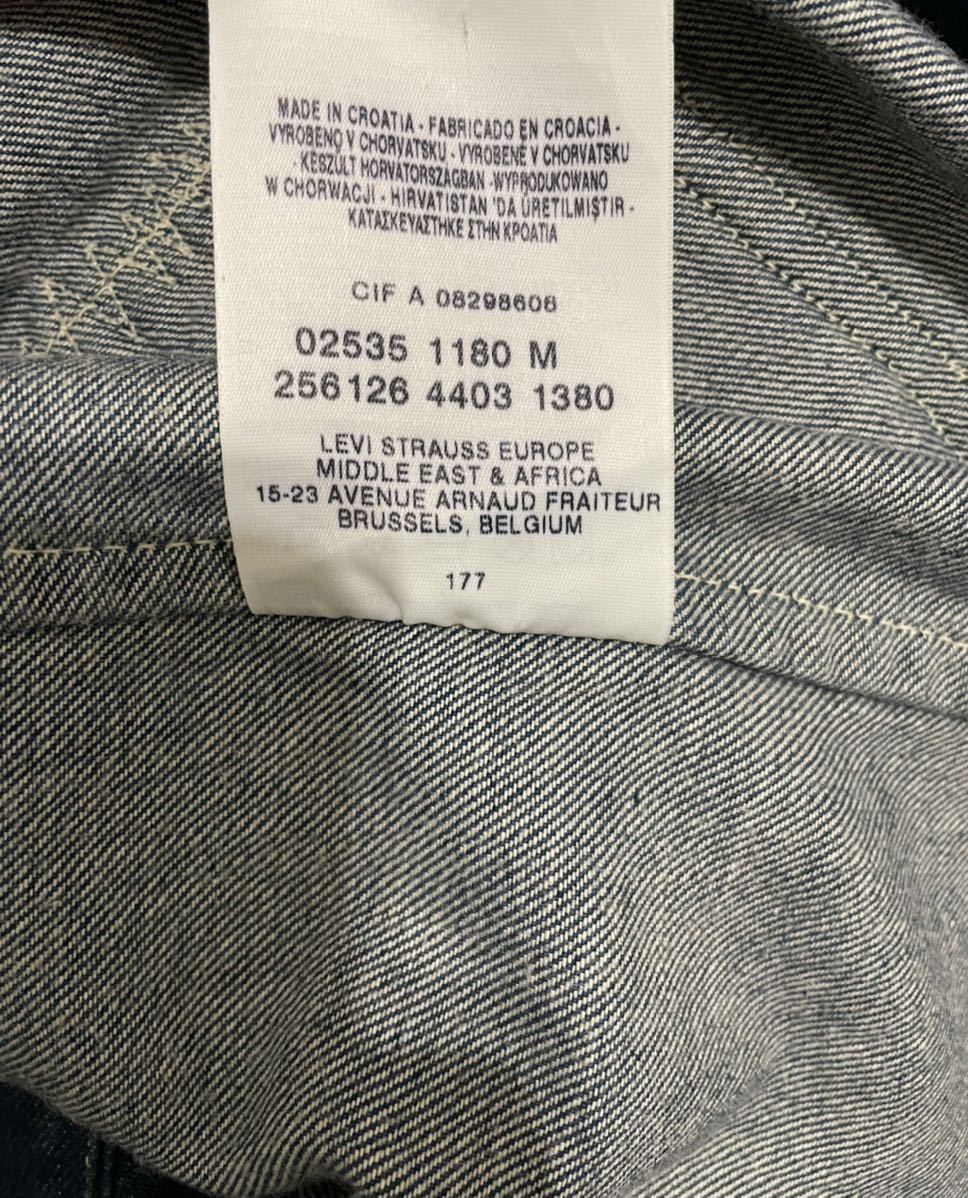 MADE IN CROATIA - FABRICADO EN CROACIA -
VYROBENO V CHORVATSKU - VYROBENÉ V CHORVATSKU
- KESZÜLT HORVATORSZAGBAN -WYPRODUKOWANO
W CHORWACJI - HIRVATISTAN 'DA ÜRETILMIŞTIR -
ΚΑΤΑΣΚΕΥΑΣΤΗΚΕ ΣΤΗΝ ΚΡΟΑΤΙΑ
CIF A 08298606
02535 1180 M
256126 4403 1380
LEVI STRAUSS EUROPE
MIDDLE EAST & AFRICA
15-23 AVENUE ARNAUD FRAITEUR
BRUSSELS, BELGIUM
177